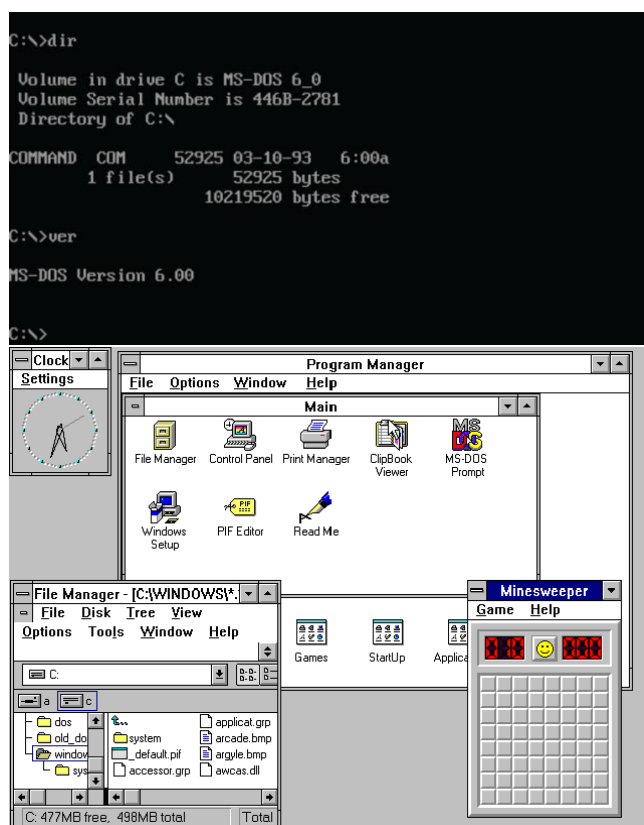 C:\>dir
Volume in drive C is MS-DOS 6_0
Volume Serial Number is 446B-2781
Directory of C:\
COMMAND COM 52925 03-10-93 6:00a
1 file(s) 52925 bytes
10219520 bytes free
C:\>ver
MS-DOS Version 6.00
C:\>
Clock
Settings
Program Manager
File Options Window Help
Main
File Manager Control Panel Print Manager ClipBook Viewer MS-DOS Prompt
MS
DOS
Windows Setup PIF Editor Read Me
PIF
Games StartUp Applica
File Manager - [C:\WINDOWS\*.
File Disk Tree View
Options Tools Window Help
C:
a c
dos
old_do
window
sys
system
_default.pif
accessor.grp
applicat.grp
arcade.bmp
argyle.bmp
awcas.dll
C: 477MB free, 498MB total Total
Minesweeper
Game Help